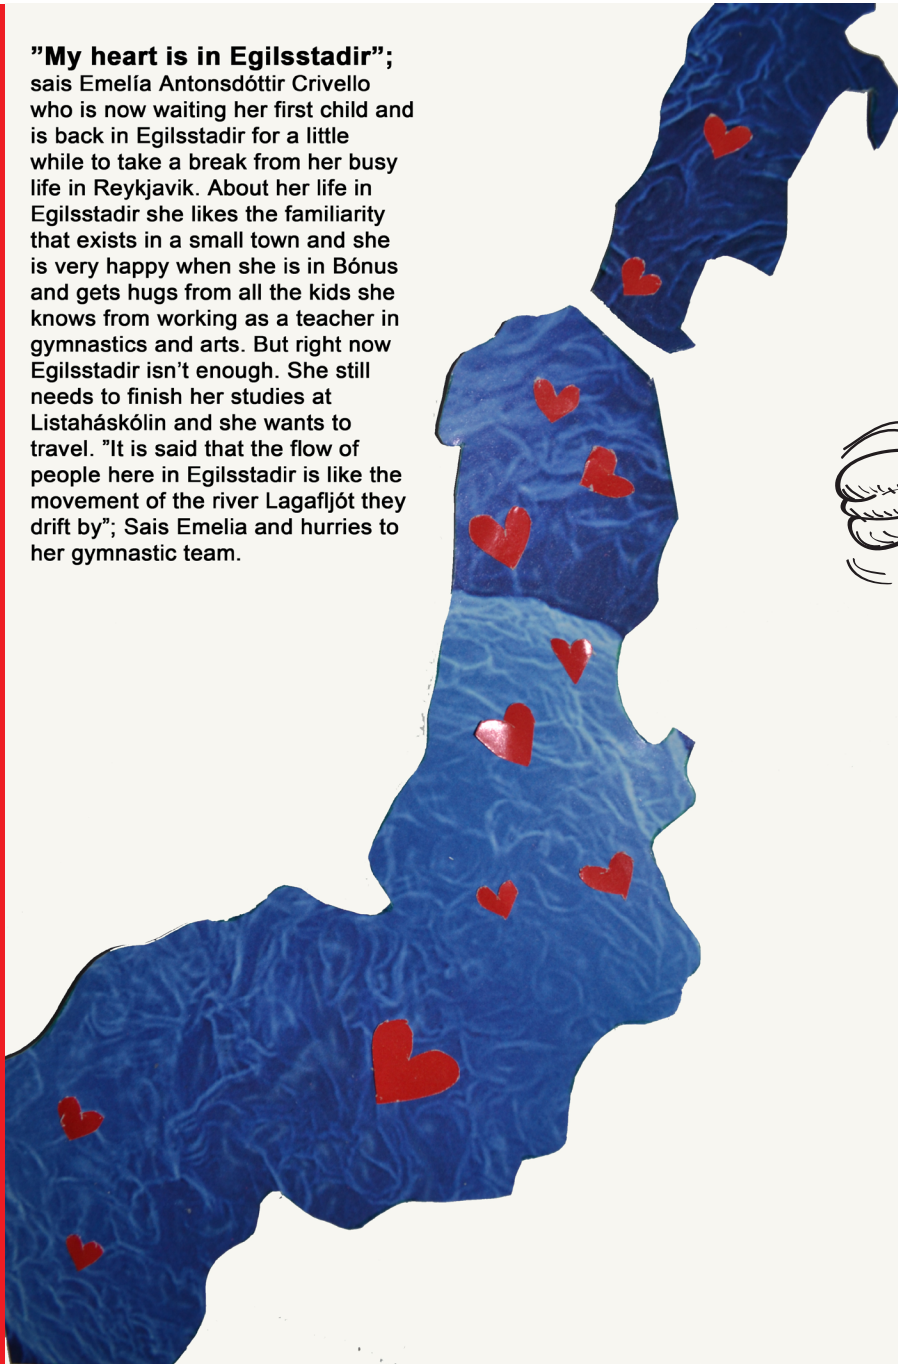 ”My heart is in Egilsstadir”;
sais Emelía Antonsdóttir Crivello
who is now waiting her first child and
is back in Egilsstadir for a little
while to take a break from her busy
life in Reykjavik. About her life in
Egilsstadir she likes the familiarity
that exists in a small town and she
is very happy when she is in Bónus
and gets hugs from all the kids she
knows from working as a teacher in
gymnastics and arts. But right now
Egilsstadir isn’t enough. She still
needs to finish her studies at
Listaháskólin and she wants to
travel. ”It is said that the flow of
people here in Egilsstadir is like the
movement of the river Lagafljót they
drift by”; Sais Emelia and hurries to
her gymnastic team.